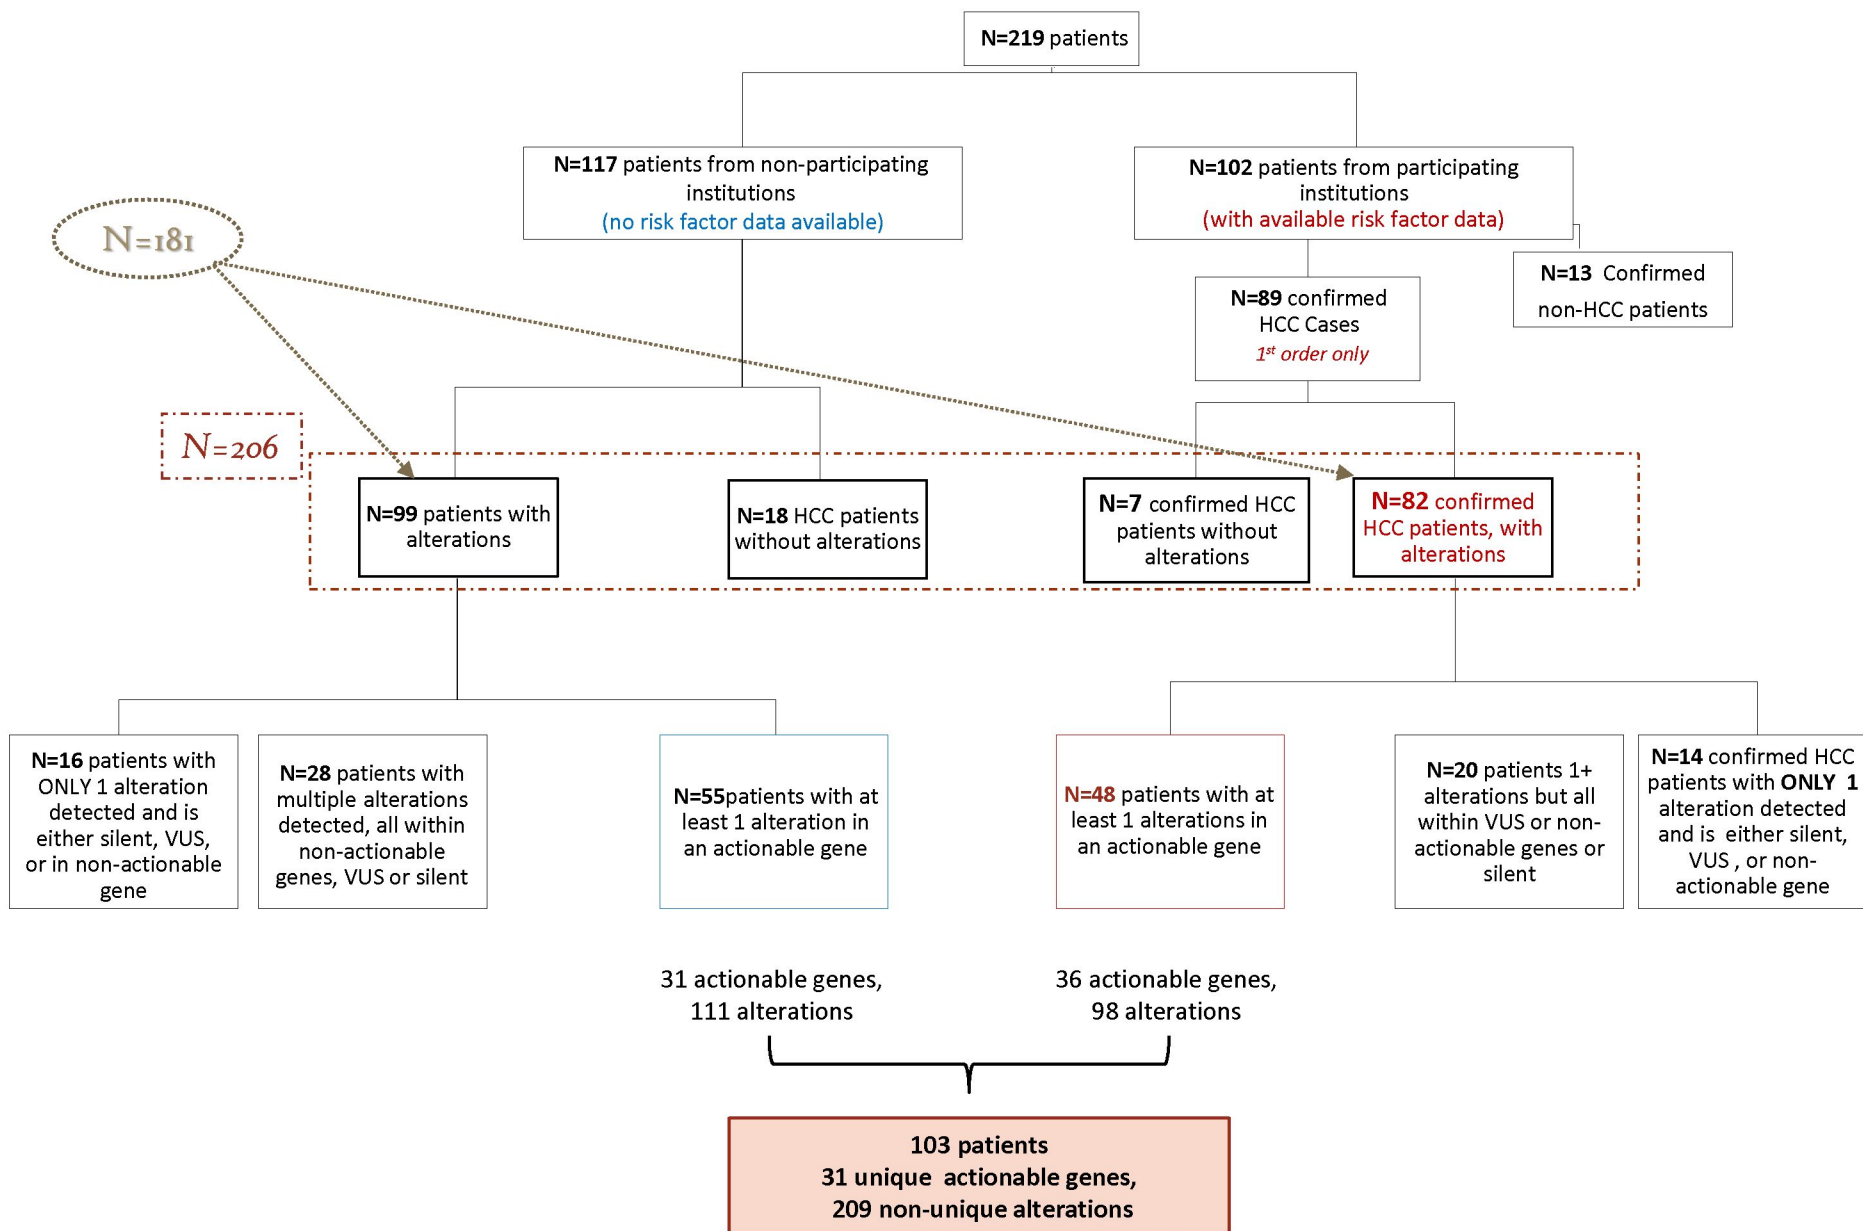 N=219 patients
N=117 patients from non-participating
institutions
(no risk factor data available)
N=102 patients from participating
institutions
(with available risk factor data)
N=181
N=13 Confirmed
non-HCC patients
N=89 confirmed
HCC Cases
1st order only
N=206
N=99 patients with
alterations
N=18 HCC patients
without alterations
N=7 confirmed HCC
patients without
alterations
N=82 confirmed
HCC patients, with
alterations
N=16 patients with
ONLY 1 alteration
detected and is
either silent, VUS,
or in non-actionable
gene
N=28 patients with
multiple alterations
detected, all within
non-actionable
genes, VUS or silent
N=55patients with at
least 1 alteration in
an actionable gene
N=48 patients with at
least 1 alterations in
an actionable gene
N=20 patients 1+
alterations but all
within VUS or non-
actionable genes or
silent
N=14 confirmed HCC
patients with ONLY 1
alteration detected
and is either silent,
VUS , or non-
actionable gene
31 actionable genes,
111 alterations
36 actionable genes,
98 alterations
103 patients
31 unique actionable genes,
209 non-unique alterations